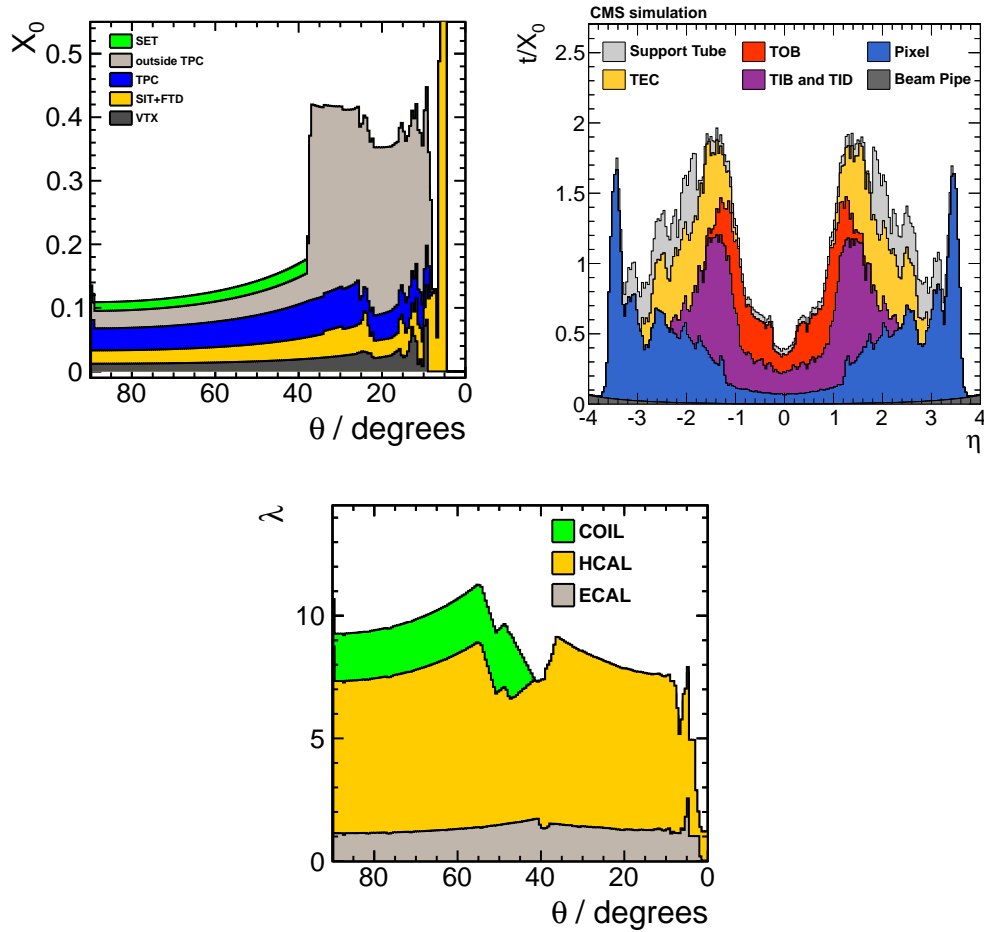 X₀
0.5
0.4
0.3
0.2
0.1
0
SET
outside TPC
TPC
SIT+FTD
VTX
80 60 40 20 0
θ / degrees
CMS simulation
t/X₀
2.5
2
1.5
1
0.5
0
Support Tube TOB Pixel
TEC TIB and TID Beam Pipe
-4 -3 -2 -1 0 1 2 3 4
η
λ
10
5
0
COIL
HCAL
ECAL
80 60 40 20 0
θ / degrees